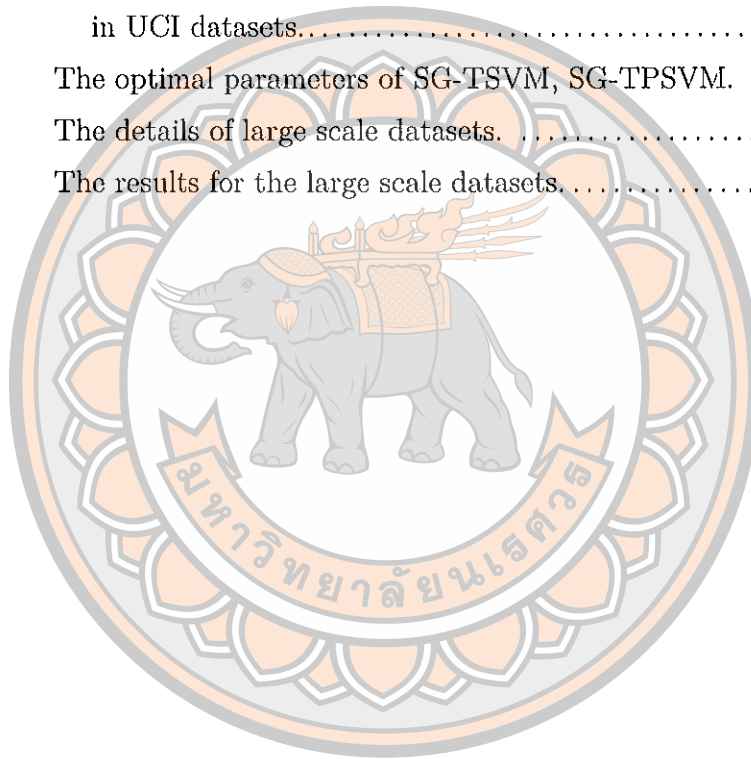 in UCI datasets...................................
The optimal parameters of SG-TSVM, SG-TPSVM.
The details of large scale datasets. ..................
The results for the large scale datasets................
มหาวิทยาลัยนเรศวร